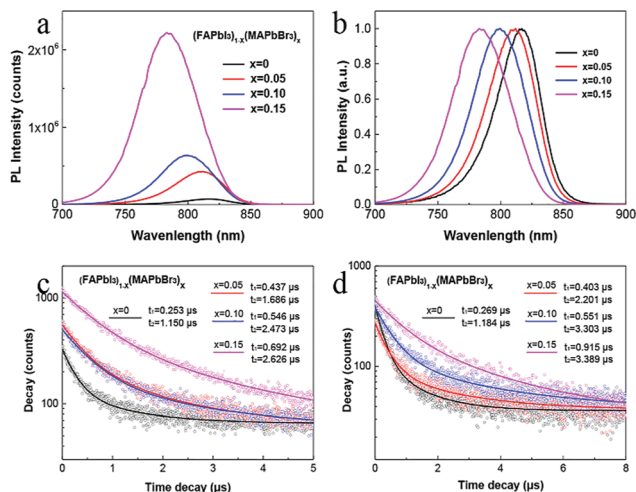 a
(FAPbI₃)₁₋ₓ(MAPbBr₃)ₓ
x=0
x=0.05
x=0.10
x=0.15
2x10⁶
1x10⁶
0
PL Intensity (counts)
700 750 800 850 900
Wavelength (nm)
b
x=0
x=0.05
x=0.10
x=0.15
1.0
0.8
0.6
0.4
0.2
0.0
PL Intensity (a.u.)
700 750 800 850 900
Wavelength (nm)
c
(FAPbI₃)₁₋ₓ(MAPbBr₃)ₓ
x=0 t₁=0.253 µs
t₂=1.150 µs
x=0.05 t₁=0.437 µs
t₂=1.686 µs
x=0.10 t₁=0.546 µs
t₂=2.473 µs
x=0.15 t₁=0.692 µs
t₂=2.626 µs
1000
100
Decay (counts)
0 1 2 3 4 5
Time decay (µs)
d
(FAPbI₃)₁₋ₓ(MAPbBr₃)ₓ
x=0 t₁=0.269 µs
t₂=1.184 µs
x=0.05 t₁=0.403 µs
t₂=2.201 µs
x=0.10 t₁=0.551 µs
t₂=3.303 µs
x=0.15 t₁=0.915 µs
t₂=3.389 µs
1000
100
Decay (counts)
0 2 4 6 8
Time decay (µs)